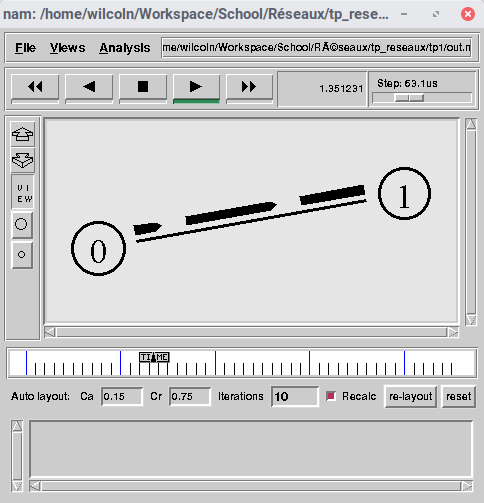 nam: /home/wilcoln/Workspace/School/Réseaux/tp_rese...
File Views Analysis me/wilcoln/Workspace/School/RÃ©seaux/tp_reseaux/tp1/out.n
1.351231 Step: 63.1us
V I
E W
0
1
TIME
Auto layout: Ca 0.15 Cr 0.75 Iterations 10 Recalc re-layout reset